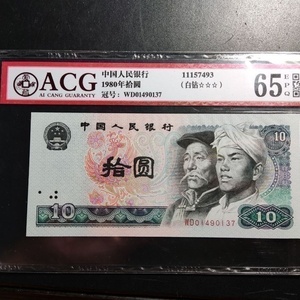 ACG
AI CANG GUARANTY
中国人民银行
1980年拾圆
冠号: WD01490137
11157493
(白钻☆☆☆)
65 EPQ
中国人民银行
10
拾圆
10
WD01490137